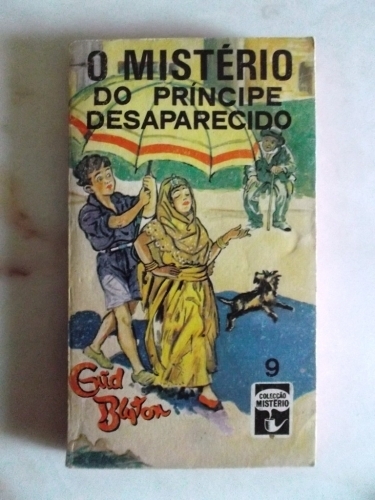 O MISTÉRIO
DO PRÍNCIPE
DESAPARECIDO
Enid
Blyton
9
COLECÇÃO
MISTÉRIO